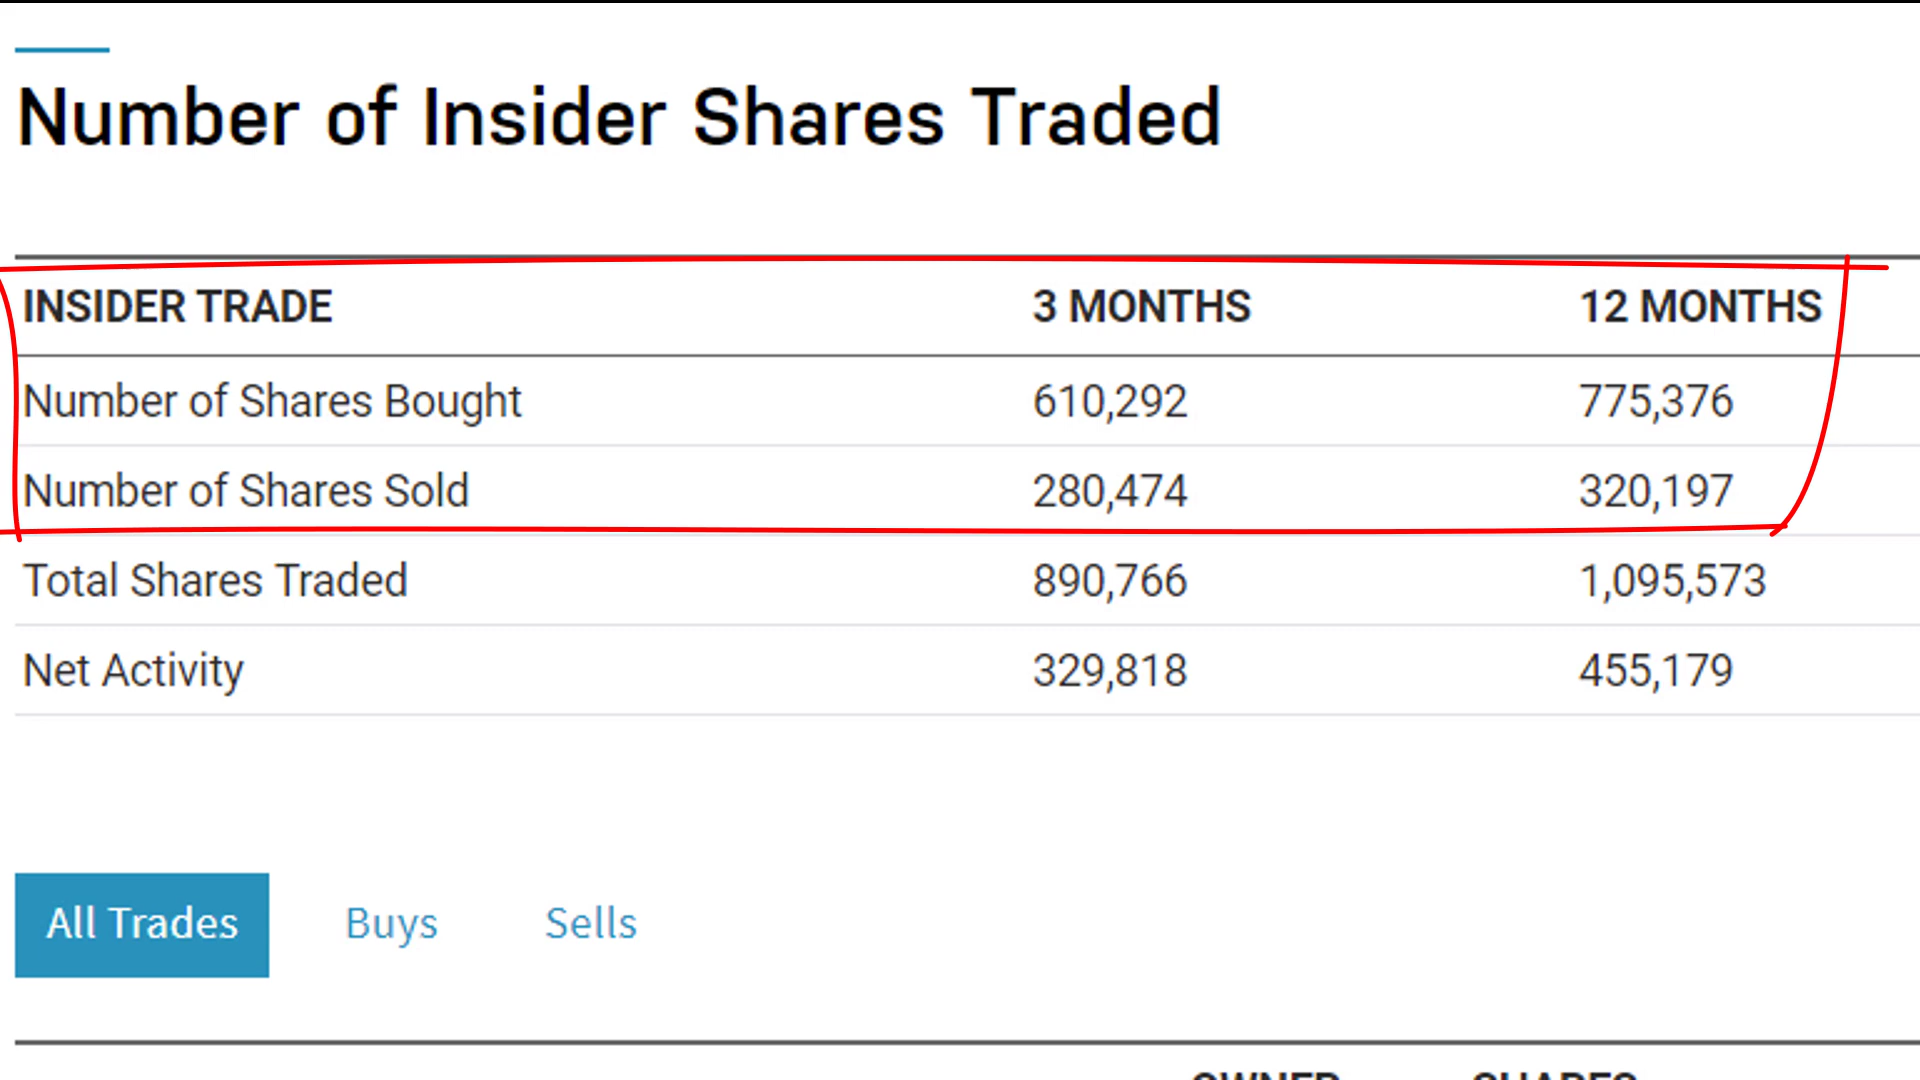 Number of Insider Shares Traded
INSIDER TRADE 3 MONTHS 12 MONTHS
Number of Shares Bought 610,292 775,376
Number of Shares Sold 280,474 320,197
Total Shares Traded 890,766 1,095,573
Net Activity 329,818 455,179
All Trades Buys Sells
OWNER SHARES